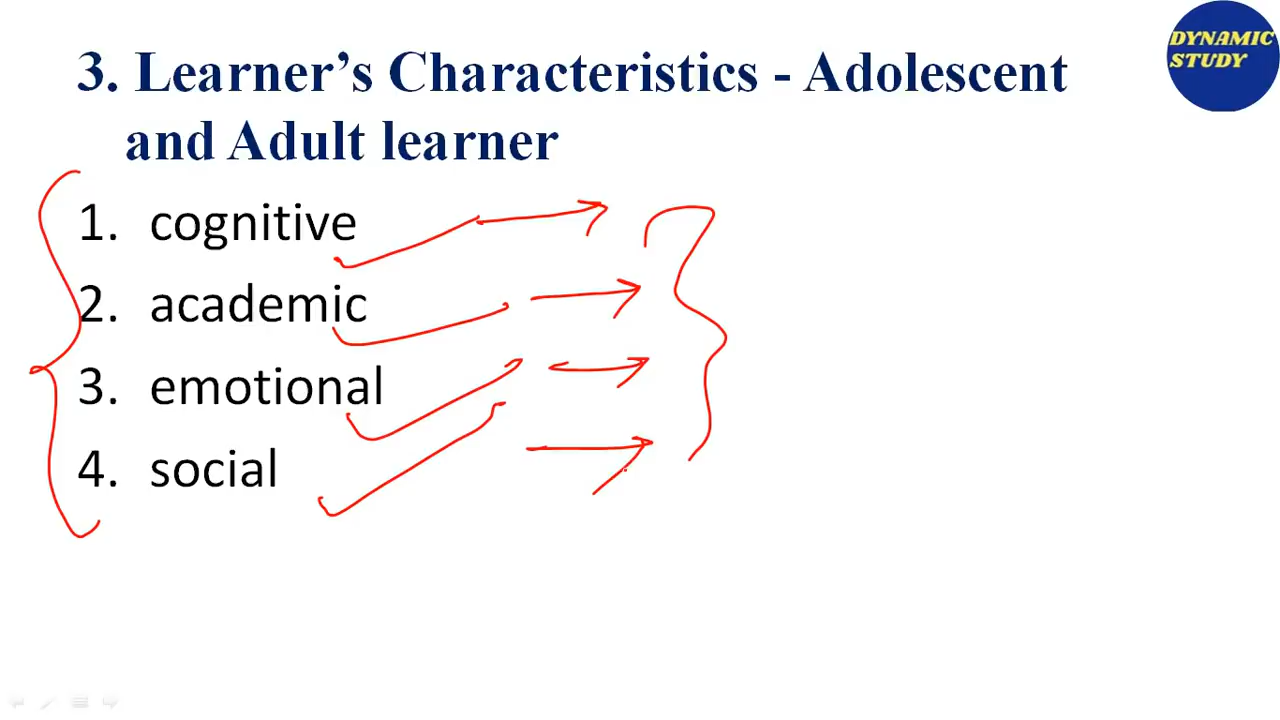 3. Learner’s Characteristics - Adolescent
and Adult learner
DYNAMIC
STUDY
1. cognitive
2. academic
3. emotional
4. social